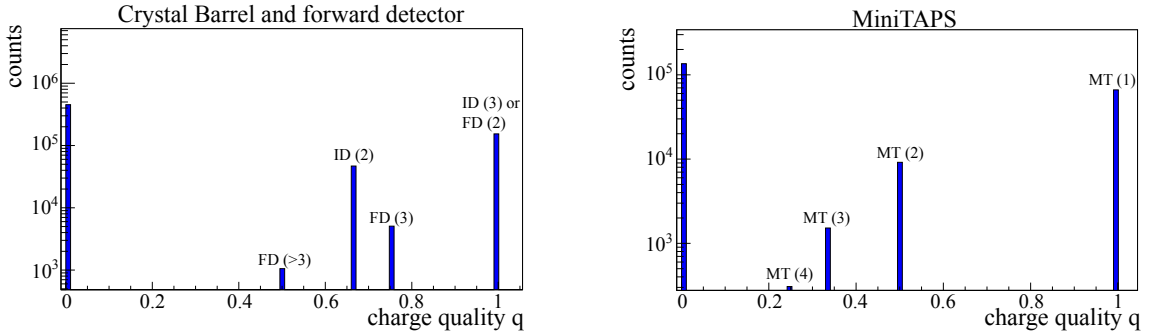 Crystal Barrel and forward detector
counts
10^6
10^5
10^4
10^3
ID (3) or
FD (2)
ID (2)
FD (3)
FD (>3)
0 0.2 0.4 0.6 0.8 1
charge quality q
MiniTAPS
counts
10^5
10^4
10^3
MT (1)
MT (2)
MT (3)
MT (4)
0 0.2 0.4 0.6 0.8 1
charge quality q